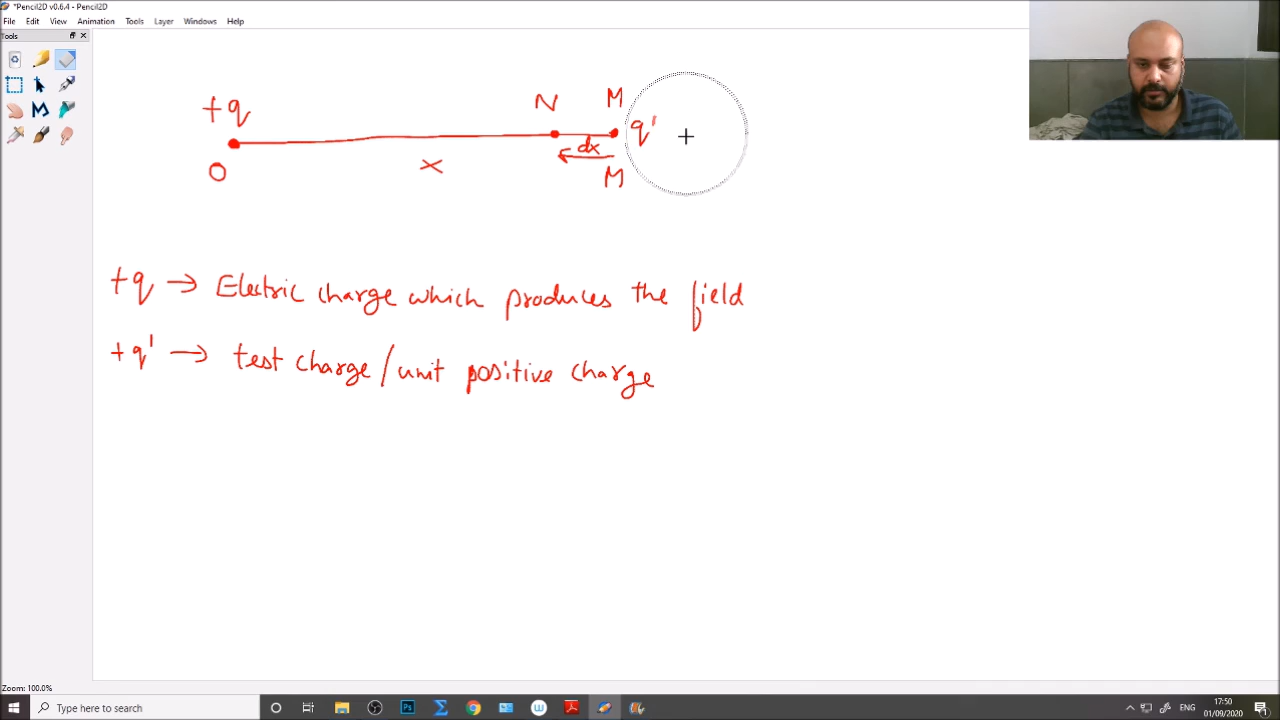 *Pencil2D v0.6.4 - Pencil2D
File Edit View Animation Tools Layer Windows Help
Tools
+q
N
M
q'
dx
O
x
M
+q → Electric charge which produces the field
+q' → test charge/unit positive charge
Zoom: 100.0%
Type here to search
ENG
17:50
01/09/2020